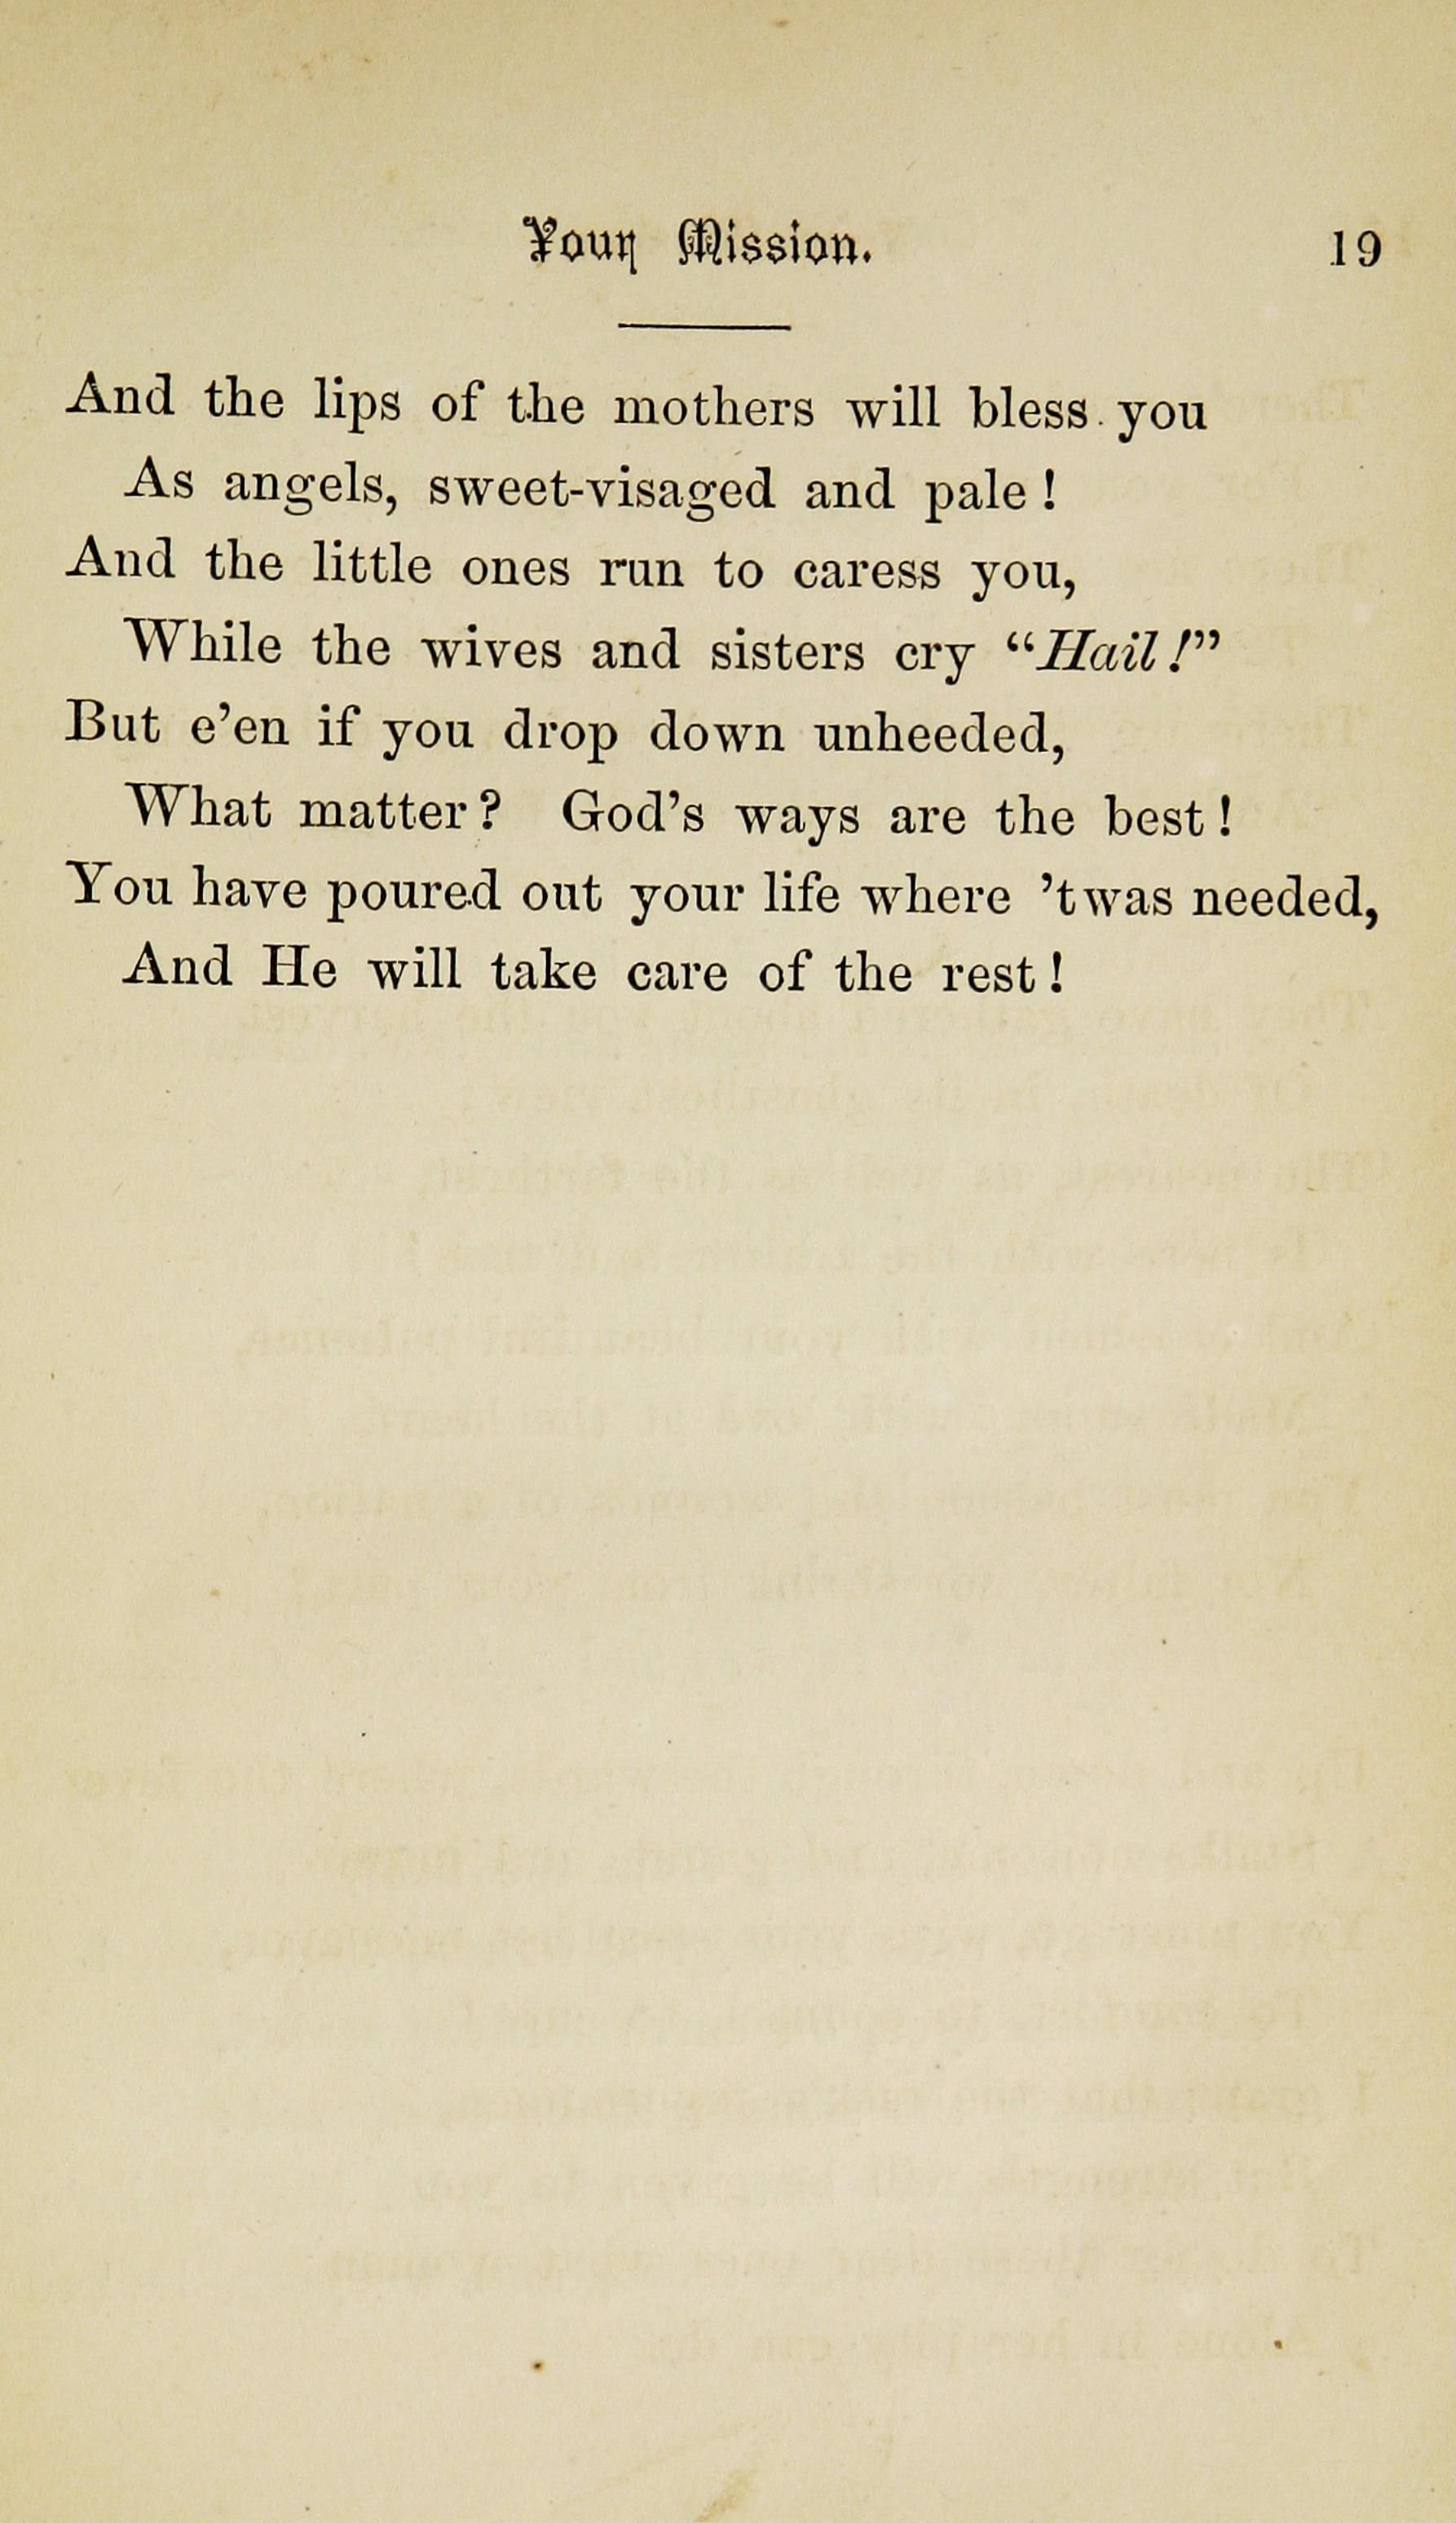 Your Mission. 19
And the lips of the mothers will bless you
As angels, sweet-visaged and pale!
And the little ones run to caress you,
While the wives and sisters cry “Hail!”
But e’en if you drop down unheeded,
What matter? God’s ways are the best!
You have poured out your life where ’twas needed,
And He will take care of the rest!